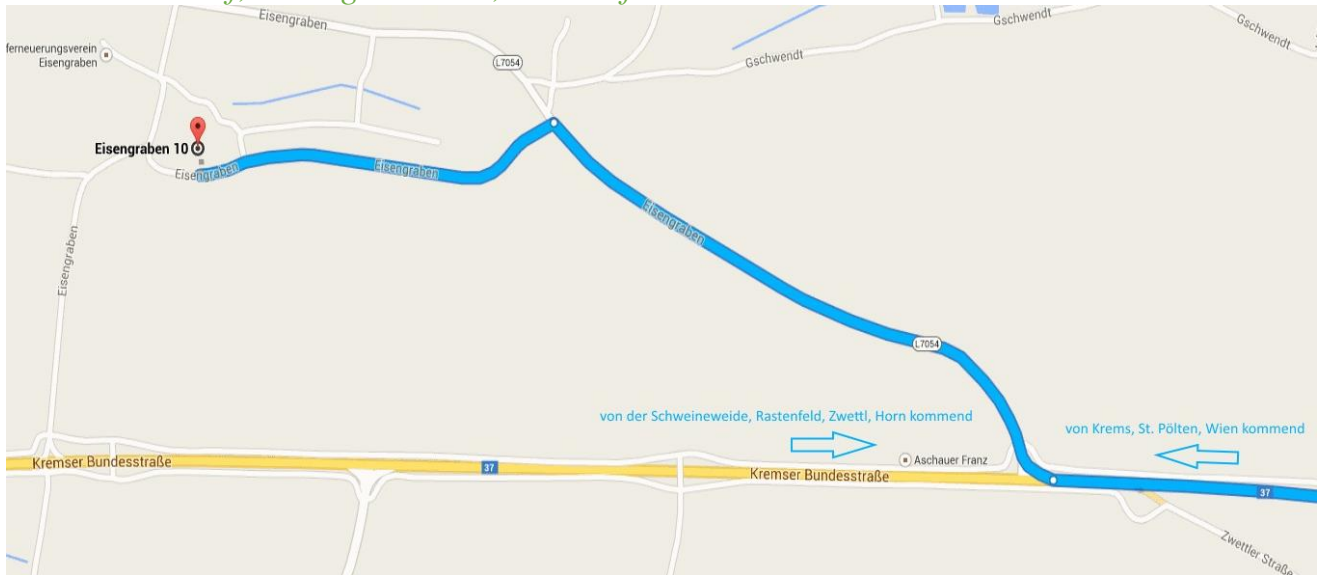 Eisengraben
Gschwendt
Gschwendt
L7054
Gschwendt
ferneuerungsverein
Eisengraben
Eisengraben 10
Eisengraben
Eisengraben
Eisengraben
Eisengraben
L7054
von der Schweineweide, Rastenfeld, Zwettl, Horn kommend
von Krems, St. Pölten, Wien kommend
Kremser Bundesstraße
37
Aschauer Franz
Kremser Bundesstraße
37
Zwettler Straße